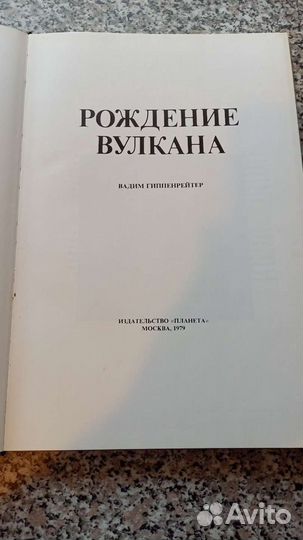 РОЖДЕНИЕ
ВУЛКАНА
ВАДИМ ГИППЕНРЕЙТЕР
ИЗДАТЕЛЬСТВО «ПЛАНЕТА»
МОСКВА, 1979
Avito